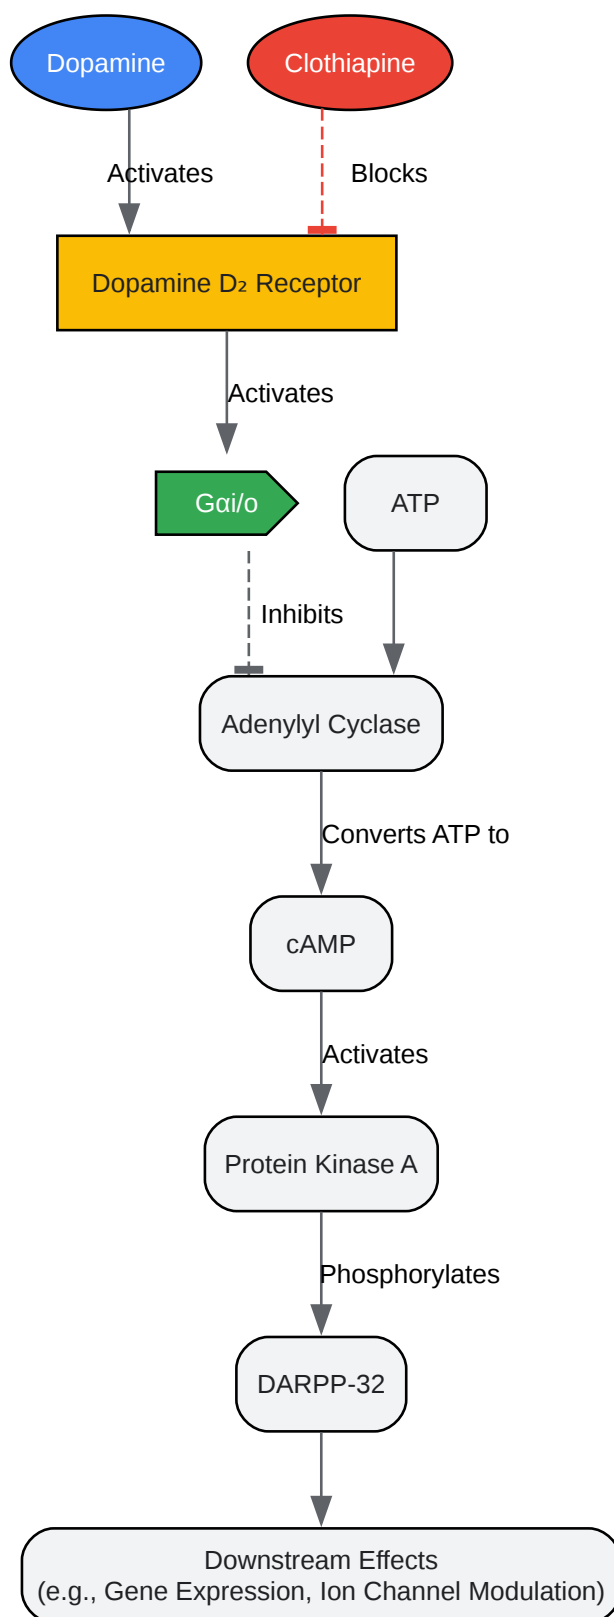 Dopamine
Clothiapine
Activates
Blocks
Dopamine D₂ Receptor
Activates
Gαi/o
ATP
Inhibits
Adenylyl Cyclase
Converts ATP to
cAMP
Activates
Protein Kinase A
Phosphorylates
DARPP-32
Downstream Effects
(e.g., Gene Expression, Ion Channel Modulation)